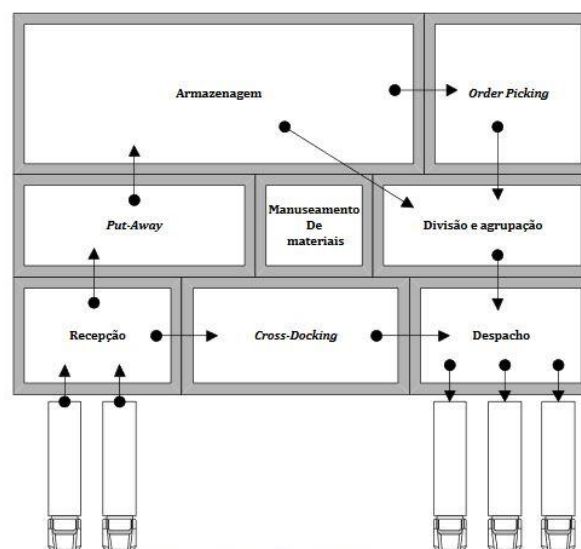 Armazenagem
Order Picking
Put-Away
Manuseamento
De
materiais
Divisão e agrupação
Recepção
Cross-Docking
Despacho